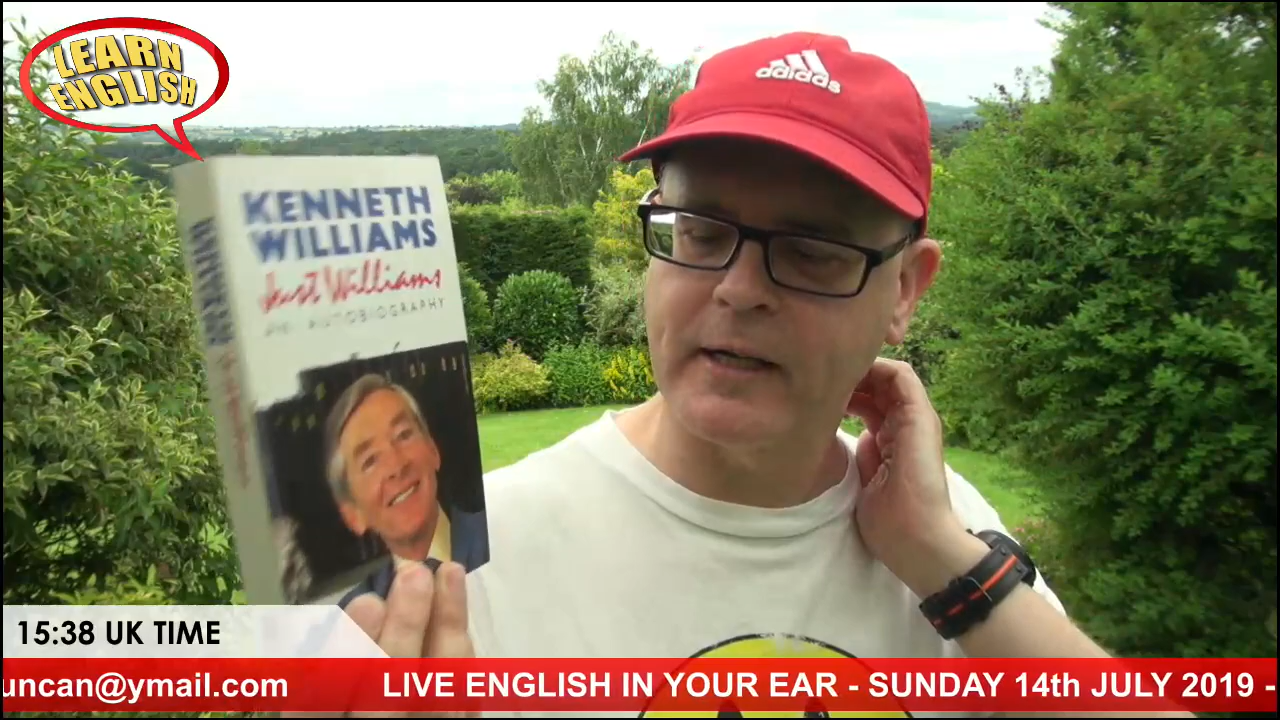 LEARN
ENGLISH
adidas
KENNETH
WILLIAMS
Just Williams
AN AUTOBIOGRAPHY
15:38 UK TIME
uncan@ymail.com LIVE ENGLISH IN YOUR EAR - SUNDAY 14th JULY 2019 -